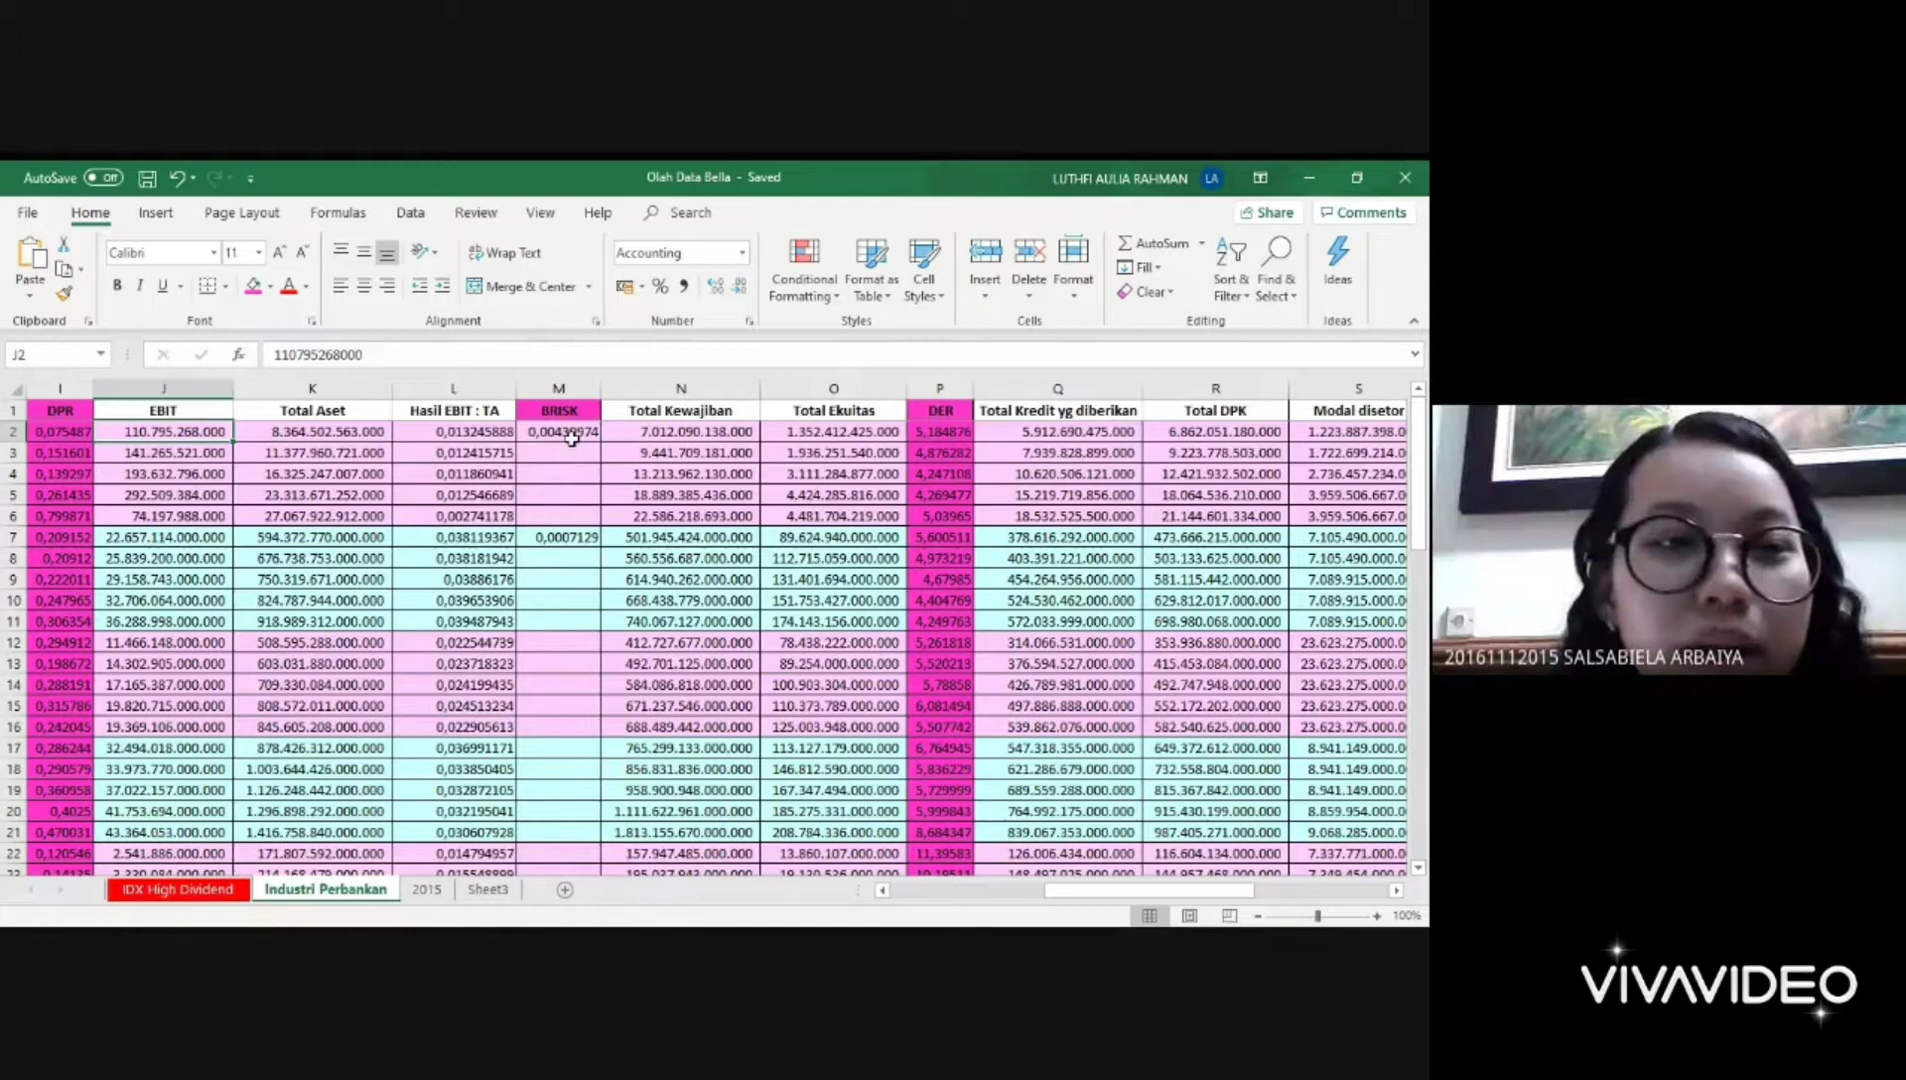 AutoSave Off
Olah Data Bella - Saved
LUTHFI AULIA RAHMAN LA
File Home Insert Page Layout Formulas Data Review View Help Search Share Comments
Paste
Calibri 11
Wrap Text
Merge & Center
Accounting
Conditional Formatting
Format as Table
Cell Styles
Insert Delete Format
AutoSum
Fill
Clear
Sort & Filter
Find & Select
Ideas
Clipboard Font Alignment Number Styles Cells Editing Ideas
J2 fx 110795268000
I J K L M N O P Q R S
1 DPR EBIT Total Aset Hasil EBIT : TA BRISK Total Kewajiban Total Ekuitas DER Total Kredit yg diberikan Total DPK Modal disetor
2 0,075487 110.795.268.000 8.364.502.563.000 0,013245888 7.012.090.138.000 1.352.412.425.000 5,184876 5.912.690.475.000 6.862.051.180.000 1.223.887.398.0
3 0,151601 141.265.521.000 11.377.960.721.000 0,012415715 9.441.709.181.000 1.936.251.540.000 4,876282 7.939.828.899.000 9.223.778.503.000 1.722.699.214.0
4 0,139297 193.632.796.000 16.325.247.007.000 0,011860941 13.213.962.130.000 3.111.284.877.000 4,247108 10.620.506.121.000 12.421.932.502.000 2.736.457.234.0
5 0,261435 292.509.384.000 23.313.671.252.000 0,012546689 18.889.385.436.000 4.424.285.816.000 4,269477 15.219.719.856.000 18.064.536.210.000 3.959.506.667.0
6 0,799871 74.197.988.000 27.067.922.912.000 0,002741178 22.586.218.693.000 4.481.704.219.000 5,03965 18.532.525.500.000 21.144.601.334.000 3.959.506.667.0
7 0,209152 22.657.114.000.000 594.372.770.000.000 0,038119367 0,0007129 501.945.424.000.000 89.624.940.000.000 5,600511 378.616.292.000.000 473.666.215.000.000 7.105.490.000.0
8 0,20912 25.839.200.000.000 676.738.753.000.000 0,038181942 560.556.687.000.000 112.715.059.000.000 4,973219 403.391.221.000.000 503.133.625.000.000 7.105.490.000.0
9 0,222011 29.158.743.000.000 750.319.671.000.000 0,03886176 614.940.262.000.000 131.401.694.000.000 4,67985 454.264.956.000.000 581.115.442.000.000 7.089.915.000.0
10 0,247965 32.706.064.000.000 824.787.944.000.000 0,039653906 668.438.779.000.000 151.753.427.000.000 4,404769 524.530.462.000.000 629.812.017.000.000 7.089.915.000.0
11 0,306354 36.288.998.000.000 918.989.312.000.000 0,039487943 740.067.127.000.000 174.143.156.000.000 4,249763 572.033.999.000.000 698.980.068.000.000 7.089.915.000.0
12 0,294912 11.466.148.000.000 508.595.288.000.000 0,022544739 412.727.677.000.000 78.438.222.000.000 5,261818 314.066.531.000.000 353.936.880.000.000 23.623.275.000.0
13 0,198672 14.302.905.000.000 603.031.880.000.000 0,023718323 492.701.125.000.000 89.254.000.000.000 5,520213 376.594.527.000.000 415.453.084.000.000 23.623.275.000.0
14 0,288191 17.165.387.000.000 709.330.084.000.000 0,024199435 584.086.818.000.000 100.903.304.000.000 5,78858 426.789.981.000.000 492.747.948.000.000 23.623.275.000.0
15 0,315786 19.820.715.000.000 808.572.011.000.000 0,024513234 671.237.546.000.000 110.373.789.000.000 6,081494 497.886.888.000.000 552.172.202.000.000 23.623.275.000.0
16 0,242045 19.369.106.000.000 845.605.208.000.000 0,022905613 688.489.442.000.000 125.003.948.000.000 5,507742 539.862.076.000.000 582.540.625.000.000 23.623.275.000.0
17 0,286244 32.494.018.000.000 878.426.312.000.000 0,036991171 765.299.133.000.000 113.127.179.000.000 6,764945 547.318.355.000.000 649.372.612.000.000 8.941.149.000.0
18 0,290579 33.973.770.000.000 1.003.644.426.000.000 0,033850405 856.831.836.000.000 146.812.590.000.000 5,836229 621.286.679.000.000 732.558.804.000.000 8.941.149.000.0
19 0,360958 37.022.157.000.000 1.126.248.442.000.000 0,032872105 958.900.948.000.000 167.347.494.000.000 5,729999 689.559.288.000.000 815.367.842.000.000 8.941.149.000.0
20 0,4025 41.753.694.000.000 1.296.898.292.000.000 0,032195041 1.111.622.961.000.000 185.275.331.000.000 5,999843 764.992.175.000.000 915.430.199.000.000 8.859.954.000.0
21 0,470031 43.364.053.000.000 1.416.758.840.000.000 0,030607928 1.813.155.670.000.000 208.784.336.000.000 8,684347 839.067.353.000.000 987.405.271.000.000 9.068.285.000.0
22 0,120546 2.541.886.000.000 171.807.592.000.000 0,014794957 157.947.485.000.000 13.860.107.000.000 11,39583 126.006.434.000.000 116.604.134.000.000 7.337.771.000.0
IDX High Dividend Industri Perbankan 2015 Sheet3
100%
20161112015 SALSABIELA ARBAIYA
VIVAVIDEO